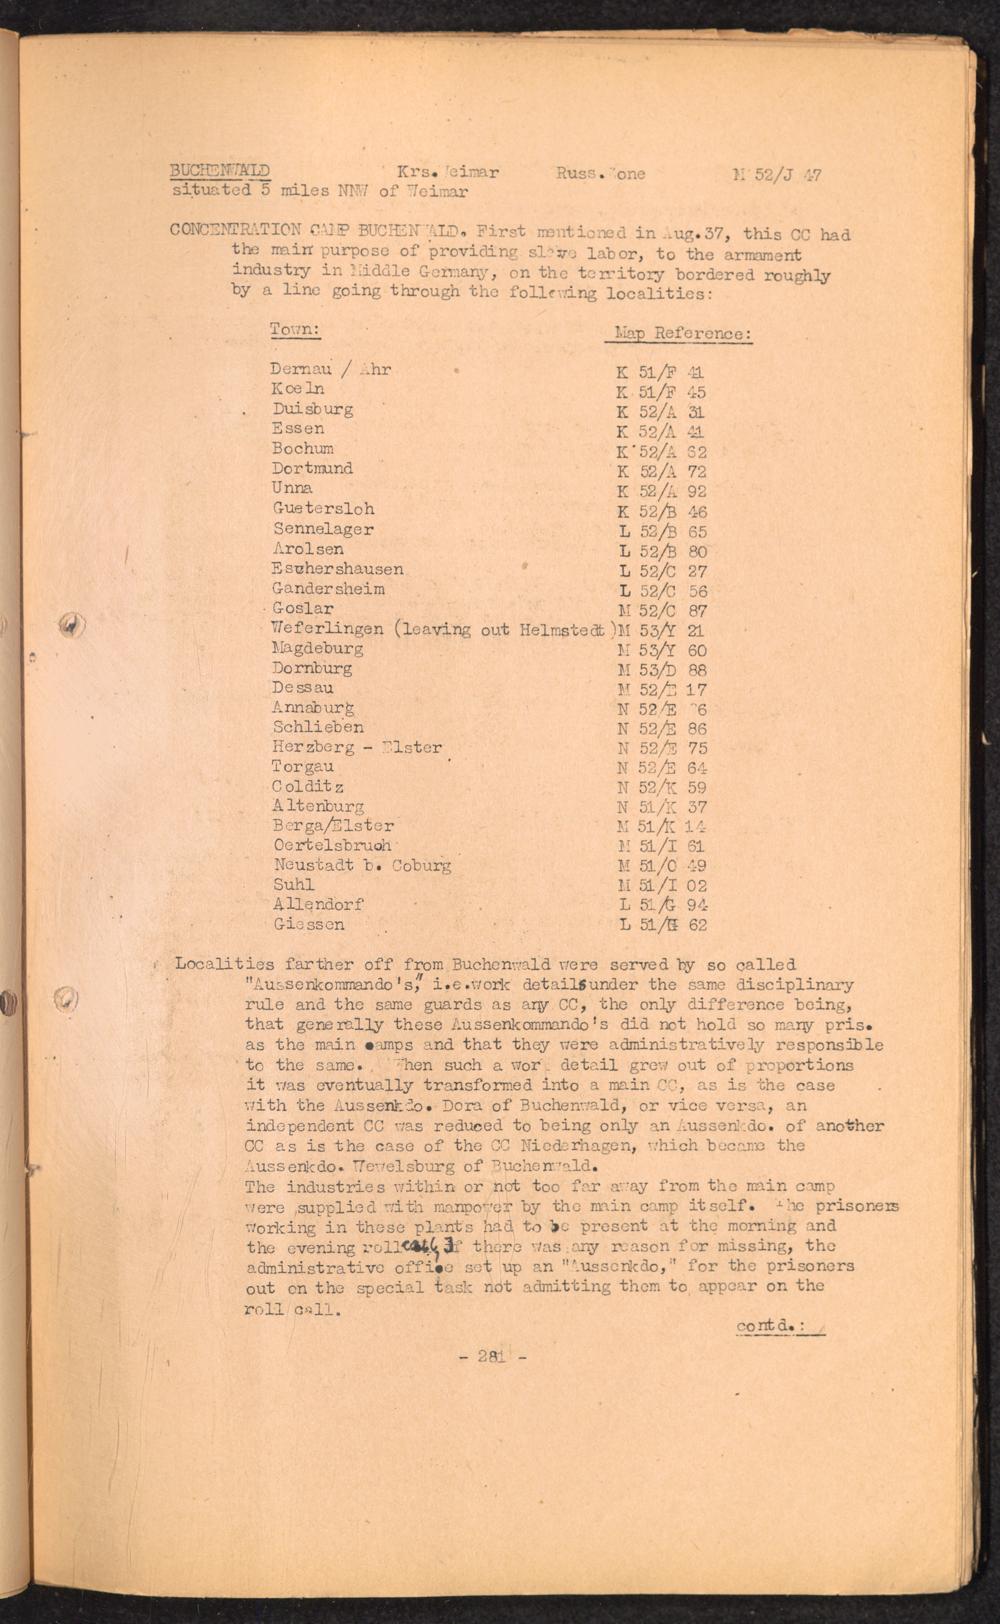 BUCHENWALD Krs. Weimar Russ. Zone M 52/J 47
situated 5 miles NNW of Weimar
CONCENTRATION CAMP BUCHENWALD. First mentioned in Aug.37, this CC had
the main purpose of providing slave labor, to the armament
industry in Middle Germany, on the territory bordered roughly
by a line going through the following localities:
Town: Map Reference:
Dernau / Ahr K 51/F 41
Koeln K 51/F 45
Duisburg K 52/A 31
Essen K 52/A 41
Bochum K 52/A 62
Dortmund K 52/A 72
Unna K 52/A 92
Guetersloh K 52/B 46
Sennelager L 52/B 65
Arolsen L 52/B 80
Eschershausen L 52/C 27
Gandersheim L 52/C 56
Goslar M 52/C 87
Weferlingen (leaving out Helmstedt )M 53/Y 21
Magdeburg M 53/Y 60
Dornburg M 53/D 88
Dessau M 52/E 17
Annaburg N 52/E
Schlieben N 52/E 86
Herzberg - Elster N 52/E 75
Torgau N 52/E 64
Colditz N 52/K 59
Altenburg N 51/K 37
Berga/Elster M 51/K 14
Oertelsbruch M 51/I 61
Neustadt b. Coburg M 51/O 49
Suhl M 51/I 02
Allendorf L 51/G 94
Giessen L 51/G 62
Localities farther off from Buchenwald were served by so called
"Aussenkommando's," i.e.work details under the same disciplinary
rule and the same guards as any CC, the only difference being,
that generally these Aussenkommando's did not hold so many pris.
as the main camps and that they were administratively responsible
to the same. When such a work detail grew out of proportions
it was eventually transformed into a main CC, as is the case
with the Aussenkdo. Dora of Buchenwald, or vice versa, an
independent CC was reduced to being only an Aussenkdo. of another
CC as is the case of the CC Niederhagen, which became the
Aussenkdo. Wewelsburg of Buchenwald.
The industries within or not too far away from the main camp
were supplied with manpower by the main camp itself. The prisoners
working in these plants had to be present at the morning and
the evening rollcall, If there was any reason for missing, the
administrative office set up an "Aussenkdo," for the prisoners
out on the special task not admitting them to appear on the
roll call.
contd.:
- 281 -